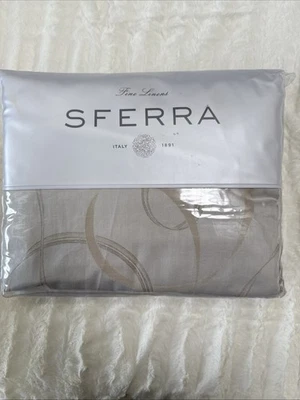 Fine Linens
SFERRA
ITALY 1891